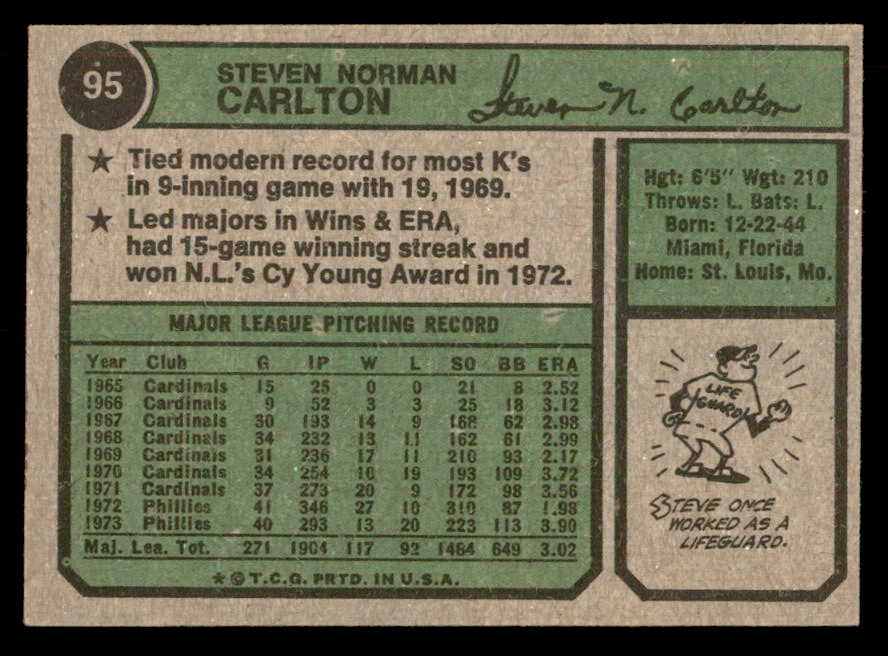 95
STEVEN NORMAN
CARLTON
Steven N. Carlton
★ Tied modern record for most K's
in 9-inning game with 19, 1969.
★ Led majors in Wins & ERA,
had 15-game winning streak and
won N.L.'s Cy Young Award in 1972.
Hgt: 6'5" Wgt: 210
Throws: L. Bats: L.
Born: 12-22-44
Miami, Florida
Home: St. Louis, Mo.
MAJOR LEAGUE PITCHING RECORD
Year Club G IP W L SO BB ERA
1965 Cardinals 15 25 0 0 21 8 2.52
1966 Cardinals 9 52 3 3 25 18 3.12
1967 Cardinals 30 193 14 9 168 62 2.98
1968 Cardinals 34 232 13 11 162 61 2.99
1969 Cardinals 31 236 17 11 210 93 2.17
1970 Cardinals 34 254 10 19 193 109 3.72
1971 Cardinals 37 273 20 9 172 98 3.56
1972 Phillies 41 346 27 10 310 87 1.98
1973 Phillies 40 293 13 20 223 113 3.90
Maj. Lea. Tot. 271 1904 117 92 1484 649 3.02
★ © T.C.G. PRTD. IN U.S.A.
LIFE
GUARD
STEVE ONCE
WORKED AS A
LIFEGUARD.